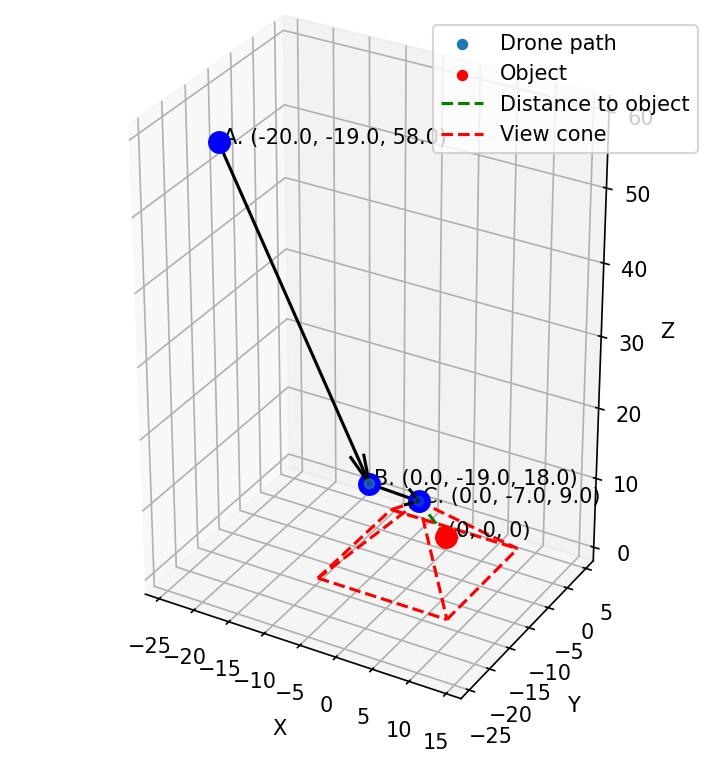 Drone path
Object
Distance to object
View cone
A. (-20.0, -19.0, 58.0)
B. (0.0, -19.0, 18.0)
C. (0.0, -7.0, 9.0)
(0, 0, 0)
60
50
40
30
20
10
0
Z
−25
−20
−15
−10
−5
0
5
10
15
X
5
0
−5
−10
−15
−20
−25
Y